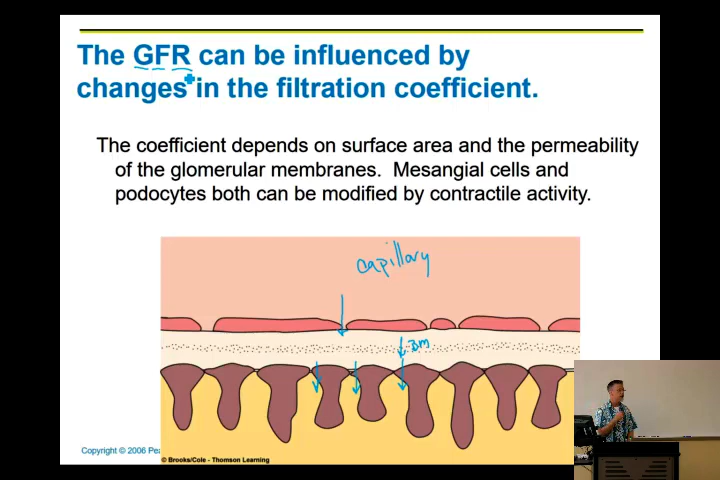 The GFR can be influenced by
changes in the filtration coefficient.
The coefficient depends on surface area and the permeability
of the glomerular membranes. Mesangial cells and
podocytes both can be modified by contractile activity.
capillary
BM
Copyright © 2006
© Brooks/Cole - Thomson Learning